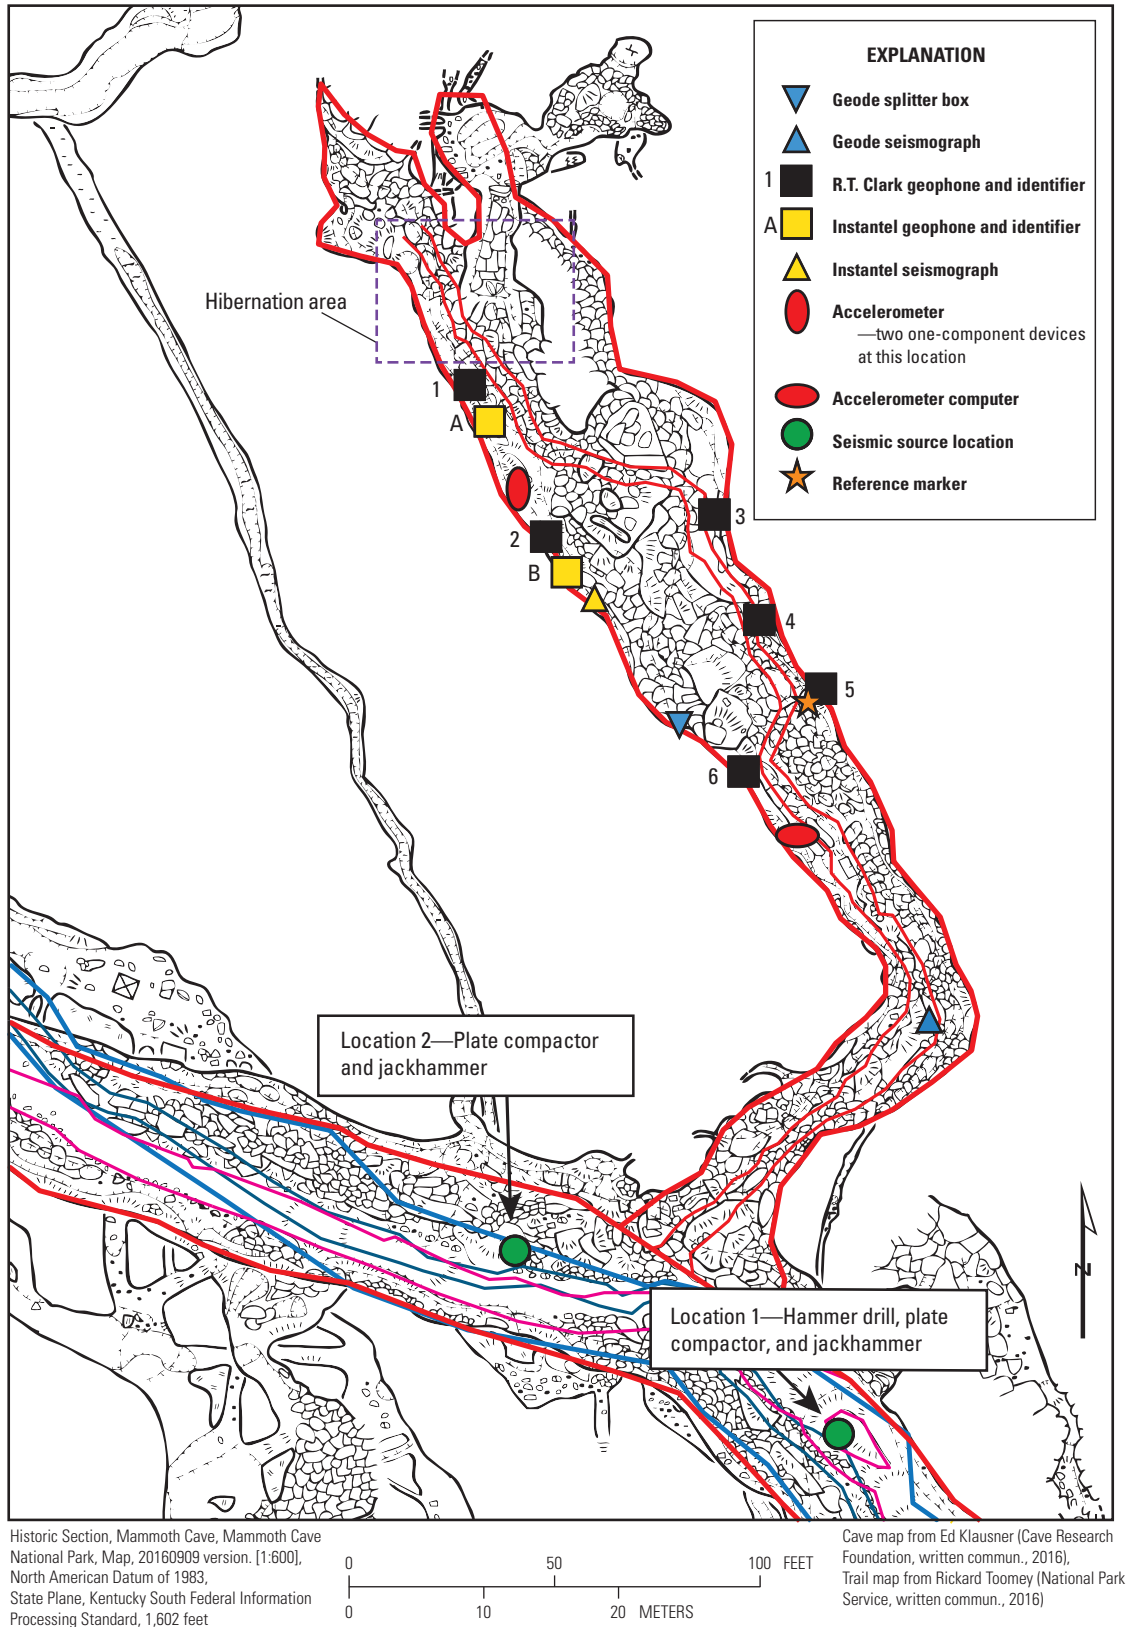 EXPLANATION
Geode splitter box
Geode seismograph
1 R.T. Clark geophone and identifier
A Instantel geophone and identifier
Instantel seismograph
Accelerometer
—two one-component devices
at this location
Accelerometer computer
Seismic source location
Reference marker
Hibernation area
1
A
3
2
B
4
5
6
Location 2—Plate compactor
and jackhammer
N
Location 1—Hammer drill, plate
compactor, and jackhammer
Historic Section, Mammoth Cave, Mammoth Cave
National Park, Map, 20160909 version. [1:600],
North American Datum of 1983,
State Plane, Kentucky South Federal Information
Processing Standard, 1,602 feet
0 50 100 FEET
0 10 20 METERS
Cave map from Ed Klausner (Cave Research
Foundation, written commun., 2016),
Trail map from Rickard Toomey (National Park
Service, written commun., 2016)